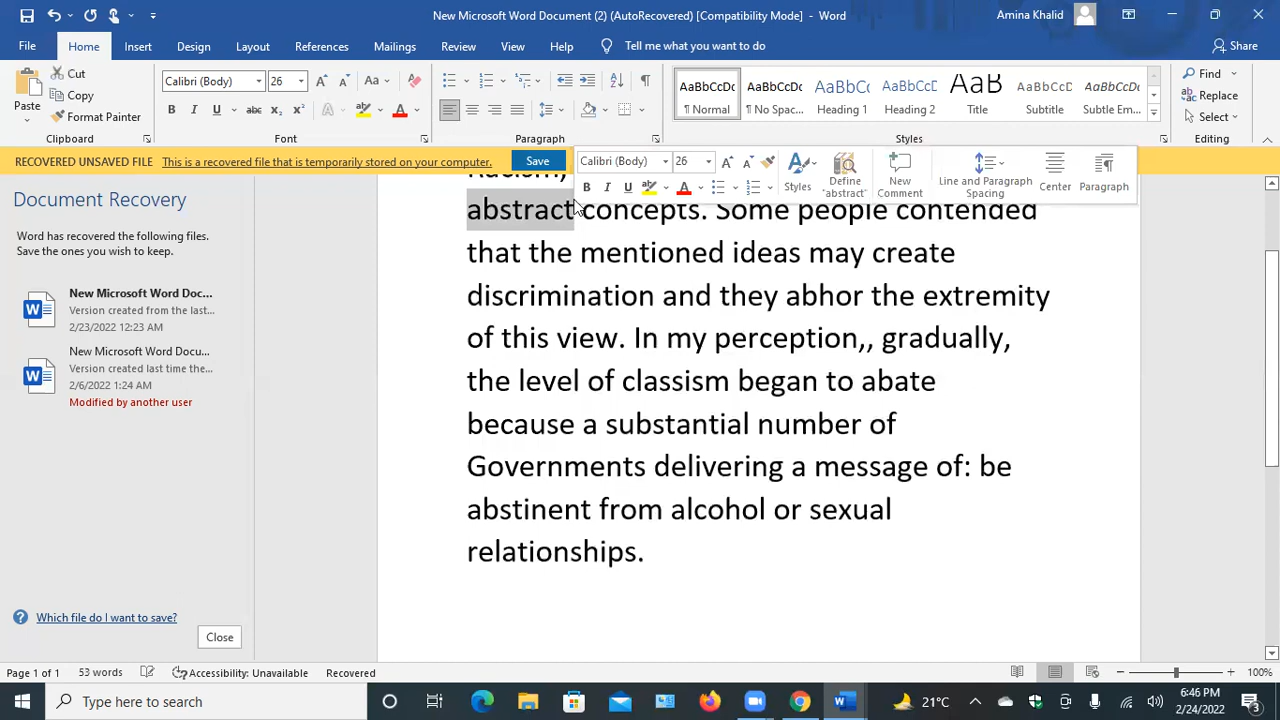 New Microsoft Word Document (2) (AutoRecovered) [Compatibility Mode] - Word
Amina Khalid
File Home Insert Design Layout References Mailings Review View Help Tell me what you want to do Share
Paste
Cut
Copy
Format Painter
Calibri (Body) 26
AaBbCcDc AaBbCcDc AaBbCc AaBbCcD AaB AaBbCcD AaBbCcDc
¶ Normal ¶ No Spac... Heading 1 Heading 2 Title Subtitle Subtle Em...
Find
Replace
Select
Clipboard Font Paragraph Styles Editing
RECOVERED UNSAVED FILE This is a recovered file that is temporarily stored on your computer. Save
Calibri (Body) 26
Styles
Define "abstract"
New Comment
Line and Paragraph Spacing
Center
Paragraph
Document Recovery
Word has recovered the following files.
Save the ones you wish to keep.
New Microsoft Word Doc...
Version created from the last...
2/23/2022 12:23 AM
New Microsoft Word Docu...
Version created last time the...
2/6/2022 1:24 AM
Modified by another user
Which file do I want to save?
Close
abstract concepts. Some people contended
that the mentioned ideas may create
discrimination and they abhor the extremity
of this view. In my perception,, gradually,
the level of classism began to abate
because a substantial number of
Governments delivering a message of: be
abstinent from alcohol or sexual
relationships.
Page 1 of 1 53 words Accessibility: Unavailable Recovered 100%
Type here to search
21°C
6:46 PM
2/24/2022
3